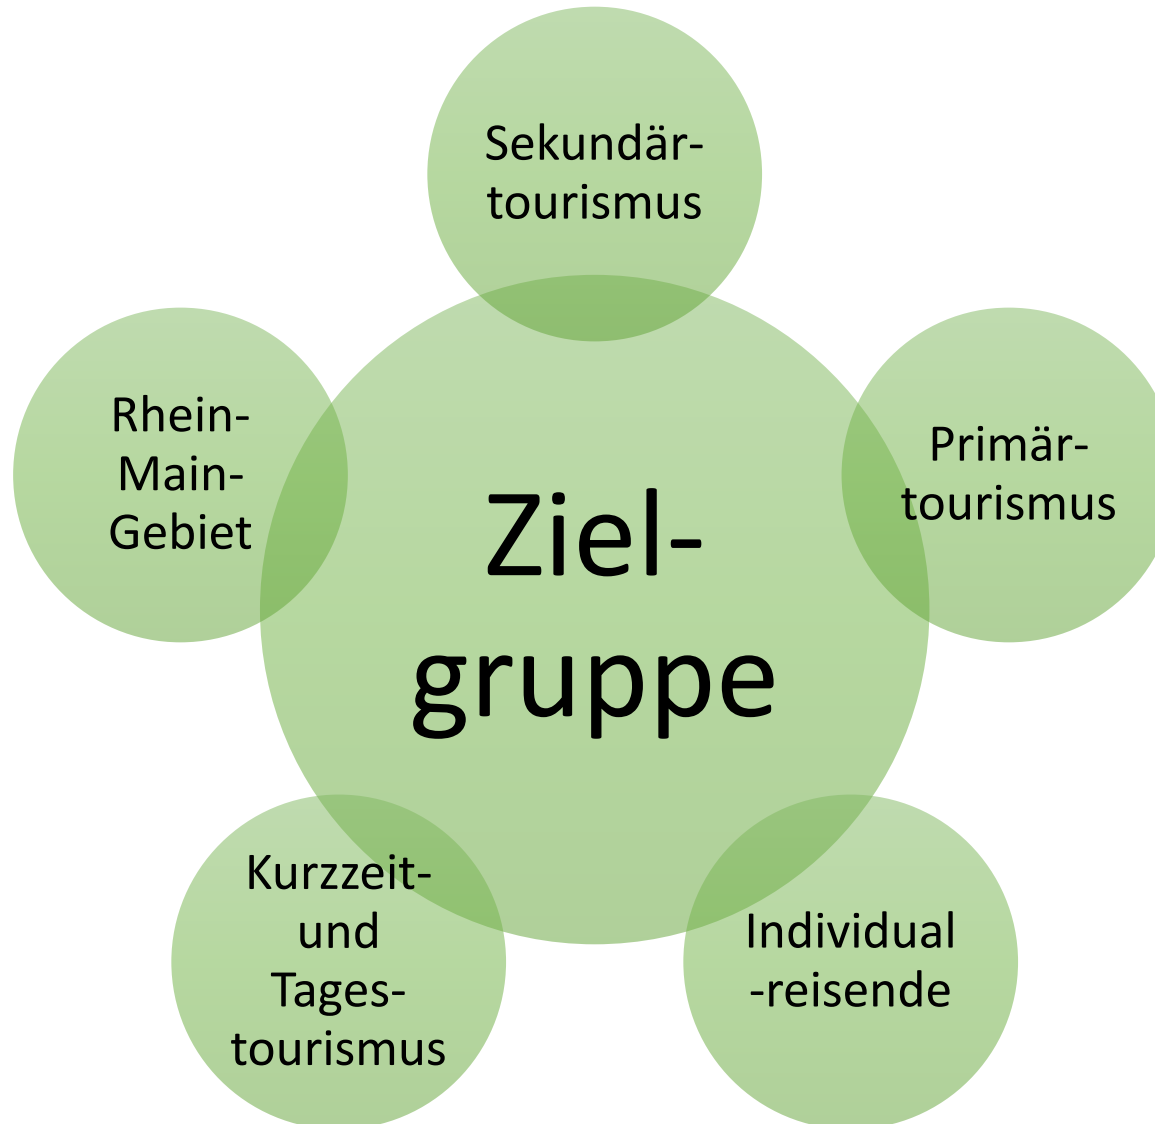 Sekundär-
tourismus
Rhein-
Main-
Gebiet
Primär-
tourismus
Ziel-
gruppe
Kurzzeit-
und
Tages-
tourismus
Individual
-reisende